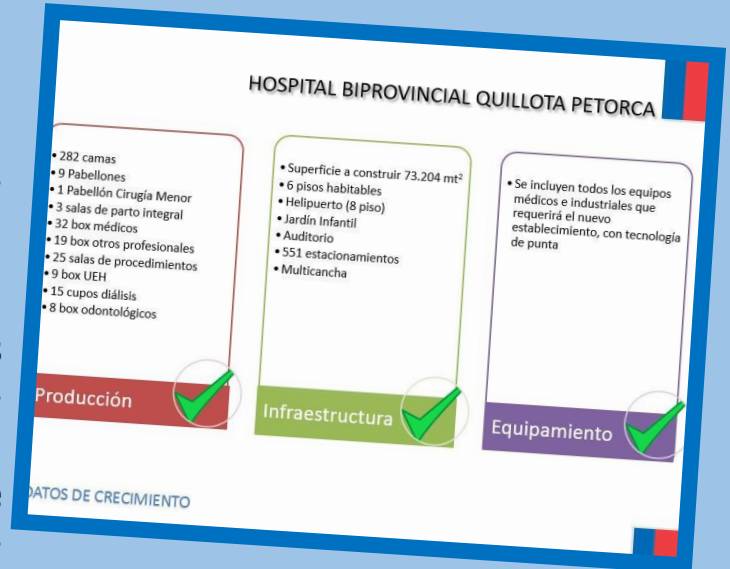 HOSPITAL BIPROVINCIAL QUILLOTA PETORCA
• 282 camas
• 9 Pabellones
• 1 Pabellón Cirugía Menor
• 3 salas de parto integral
• 32 box médicos
• 19 box otros profesionales
• 25 salas de procedimientos
• 9 box UEH
• 15 cupos diálisis
• 8 box odontológicos
Producción
• Superficie a construir 73.204 mt²
• 6 pisos habitables
• Helipuerto (8 piso)
• Jardín Infantil
• Auditorio
• 551 estacionamientos
• Multicancha
Infraestructura
• Se incluyen todos los equipos
médicos e industriales que
requerirá el nuevo
establecimiento, con tecnología
de punta
Equipamiento
DATOS DE CRECIMIENTO